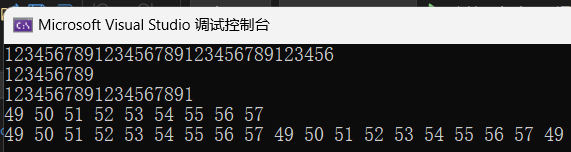 Microsoft Visual Studio 调试控制台
123456789123456789123456789123456
123456789
1234567891234567891
49 50 51 52 53 54 55 56 57
49 50 51 52 53 54 55 56 57 49 50 51 52 53 54 55 56 57 49